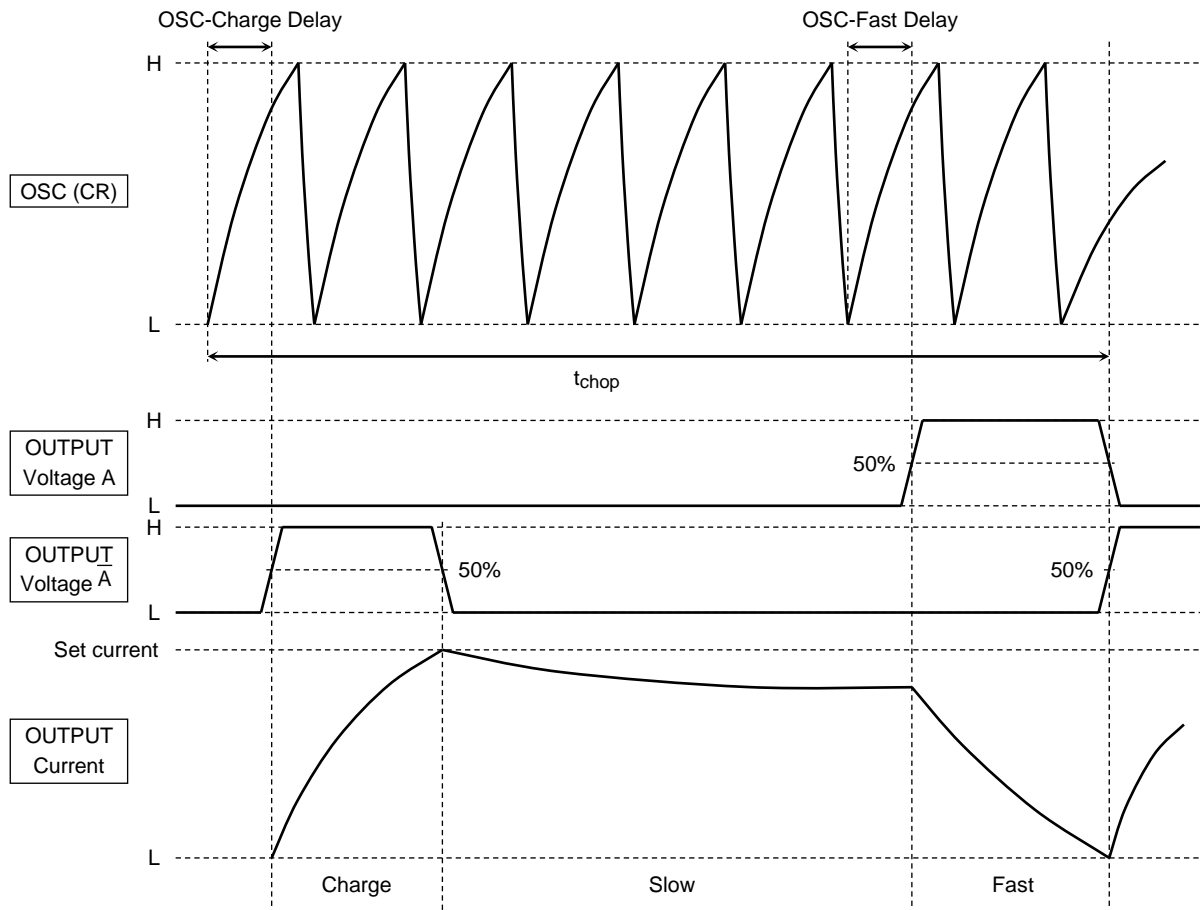 OSC-Charge Delay
OSC-Fast Delay
H
OSC (CR)
L
tchop
H
OUTPUT
Voltage A
50%
L
H
OUTPUT
Voltage A̅
50%
50%
L
Set current
OUTPUT
Current
L
Charge
Slow
Fast